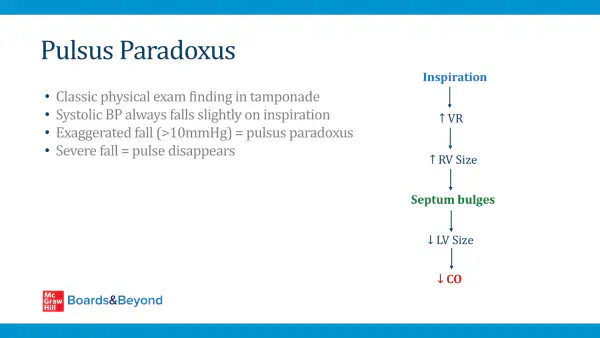 Pulsus Paradoxus
• Classic physical exam finding in tamponade
• Systolic BP always falls slightly on inspiration
• Exaggerated fall (>10mmHg) = pulsus paradoxus
• Severe fall = pulse disappears
Inspiration
↑ VR
↑ RV Size
Septum bulges
↓ LV Size
↓ CO
Mc
Graw
Hill
Boards&Beyond